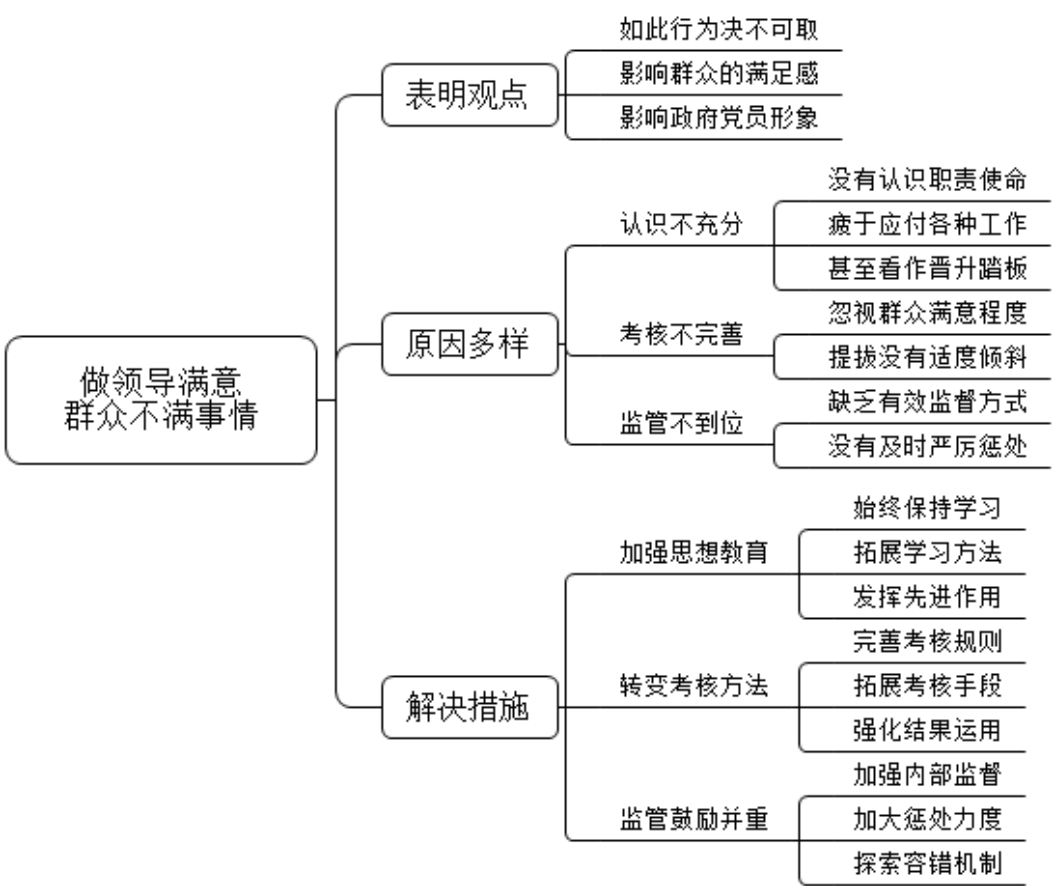 做领导满意
群众不满事情
表明观点
如此行为决不可取
影响群众的满足感
影响政府党员形象
原因多样
认识不充分
没有认识职责使命
疲于应付各种工作
甚至看作晋升踏板
考核不完善
忽视群众满意程度
提拔没有适度倾斜
监管不到位
缺乏有效监督方式
没有及时严厉惩处
解决措施
加强思想教育
始终保持学习
拓展学习方法
发挥先进作用
转变考核方法
完善考核规则
拓展考核手段
强化结果运用
监管鼓励并重
加强内部监督
加大惩处力度
探索容错机制